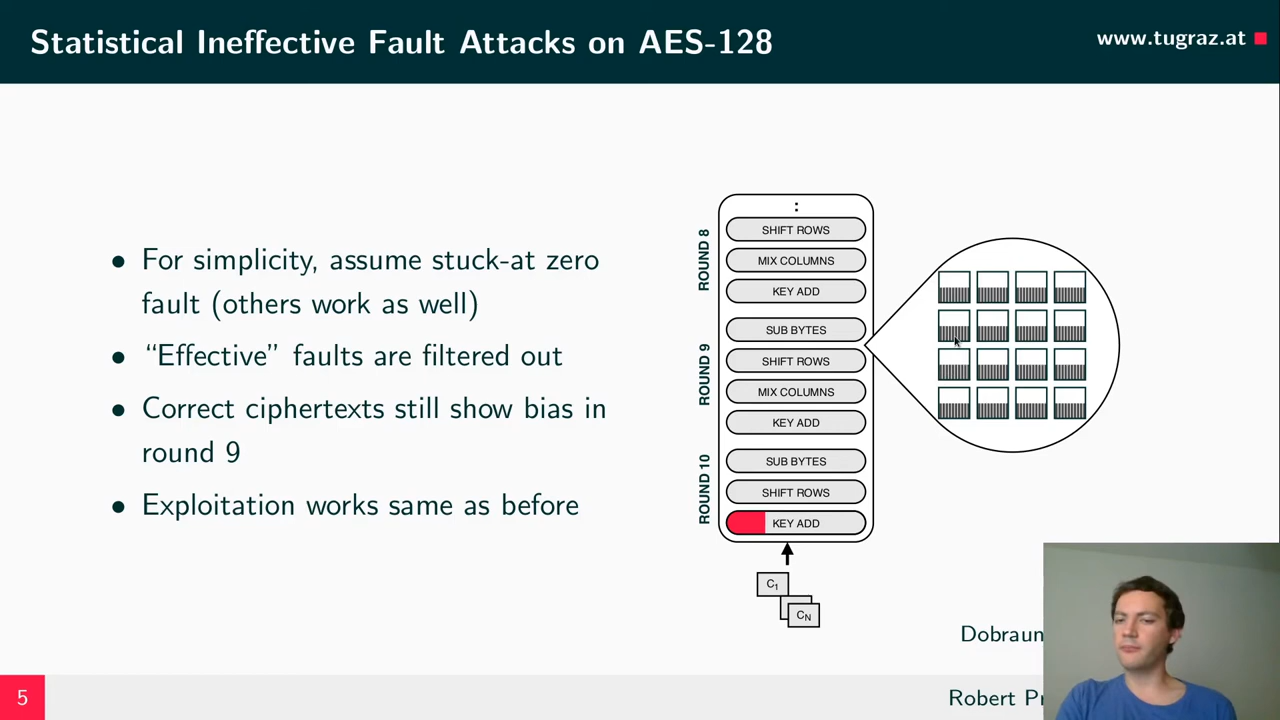 Statistical Ineffective Fault Attacks on AES-128
www.tugraz.at
• For simplicity, assume stuck-at zero
fault (others work as well)
• “Effective” faults are filtered out
• Correct ciphertexts still show bias in
round 9
• Exploitation works same as before
ROUND 8
:
SHIFT ROWS
MIX COLUMNS
KEY ADD
ROUND 9
SUB BYTES
SHIFT ROWS
MIX COLUMNS
KEY ADD
ROUND 10
SUB BYTES
SHIFT ROWS
KEY ADD
C1
CN
Dobraun
5
Robert